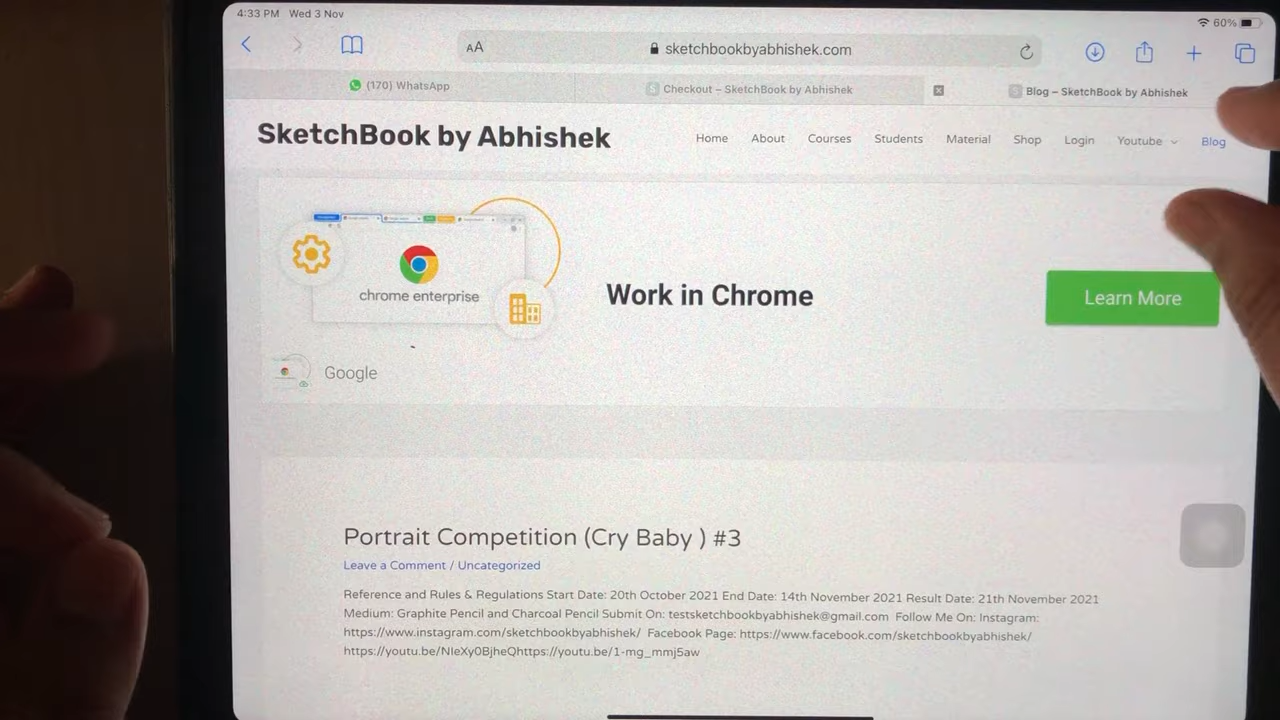 4:33 PM Wed 3 Nov
60%
AA
sketchbookbyabhishek.com
(170) WhatsApp
Checkout – SketchBook by Abhishek
Blog – SketchBook by Abhishek
SketchBook by Abhishek
Home About Courses Students Material Shop Login Youtube Blog
chrome enterprise
Work in Chrome
Learn More
Google
Portrait Competition (Cry Baby ) #3
Leave a Comment / Uncategorized
Reference and Rules & Regulations Start Date: 20th October 2021 End Date: 14th November 2021 Result Date: 21th November 2021
Medium: Graphite Pencil and Charcoal Pencil Submit On: testsketchbookbyabhishek@gmail.com Follow Me On: Instagram:
https://www.instagram.com/sketchbookbyabhishek/ Facebook Page: https://www.facebook.com/sketchbookbyabhishek/
https://youtu.be/NIeXy0BjheQhttps://youtu.be/1-mg_mmj5aw